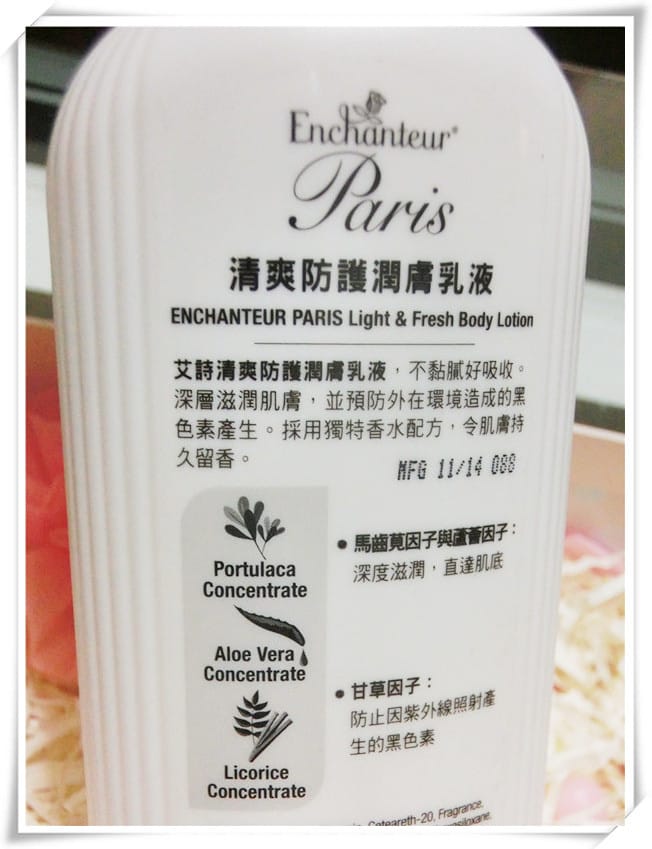 Enchanteur®
Paris
清爽防護潤膚乳液
ENCHANTEUR PARIS Light & Fresh Body Lotion
艾詩清爽防護潤膚乳液，不黏膩好吸收。
深層滋潤肌膚，並預防外在環境造成的黑
色素產生。採用獨特香水配方，令肌膚持
久留香。
MFG 11/14 088
Portulaca
Concentrate
• 馬齒莧因子與蘆薈因子：
深度滋潤，直達肌底
Aloe Vera
Concentrate
• 甘草因子：
防止因紫外線照射產
生的黑色素
Licorice
Concentrate
Ceteareth-20, Fragrance,